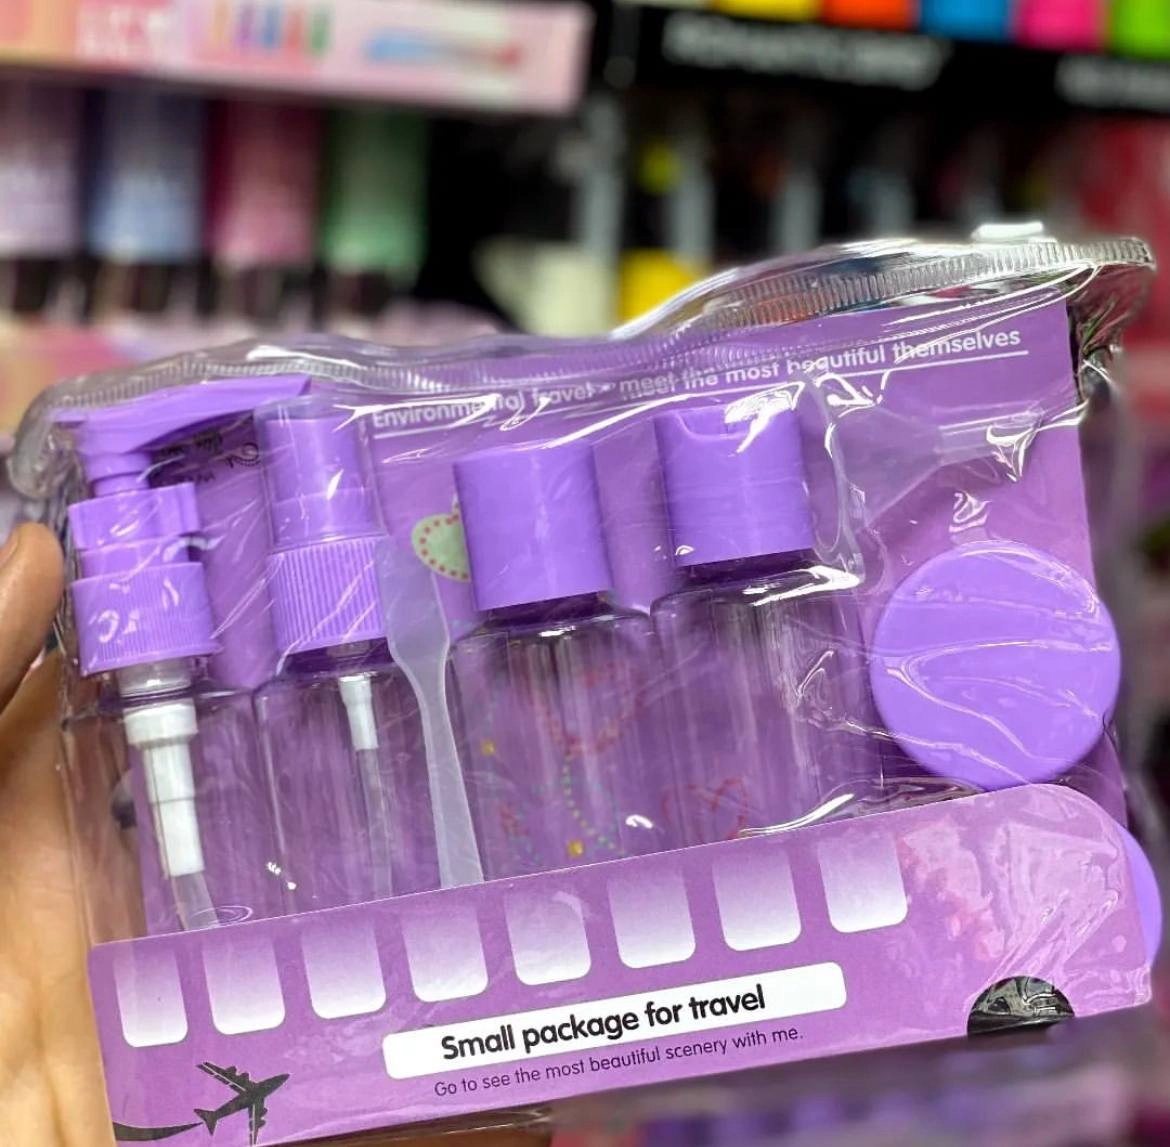 Environmental travel - meet the most beautiful themselves
Small package for travel
Go to see the most beautiful scenery with me.